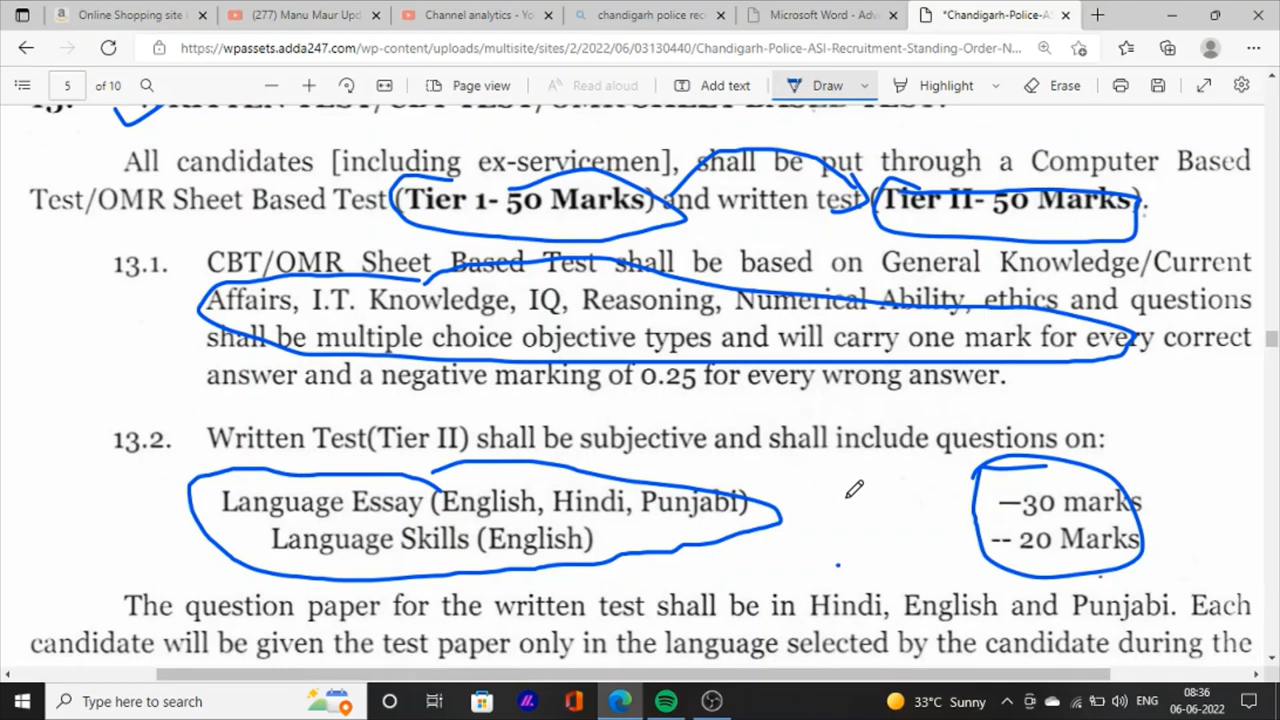 Online Shopping site i
(277) Manu Maur Upd
Channel analytics - Yo
chandigarh police rec
Microsoft Word - Adv
*Chandigarh-Police-AS
https://wpassets.adda247.com/wp-content/uploads/multisite/sites/2/2022/06/03130440/Chandigarh-Police-ASI-Recruitment-Standing-Order-N...
5 of 10
Page view
Read aloud
Add text
Draw
Highlight
Erase
13. WRITTEN TEST/CBT TEST/OMR SHEET BASED TEST:
All candidates [including ex-servicemen], shall be put through a Computer Based
Test/OMR Sheet Based Test (Tier 1- 50 Marks) and written test (Tier II- 50 Marks).
13.1. CBT/OMR Sheet Based Test shall be based on General Knowledge/Current
Affairs, I.T. Knowledge, IQ, Reasoning, Numerical Ability, ethics and questions
shall be multiple choice objective types and will carry one mark for every correct
answer and a negative marking of 0.25 for every wrong answer.
13.2. Written Test(Tier II) shall be subjective and shall include questions on:
Language Essay (English, Hindi, Punjabi) —30 marks
Language Skills (English) -- 20 Marks
The question paper for the written test shall be in Hindi, English and Punjabi. Each
candidate will be given the test paper only in the language selected by the candidate during the
Type here to search
33°C Sunny
ENG
08:36
06-06-2022